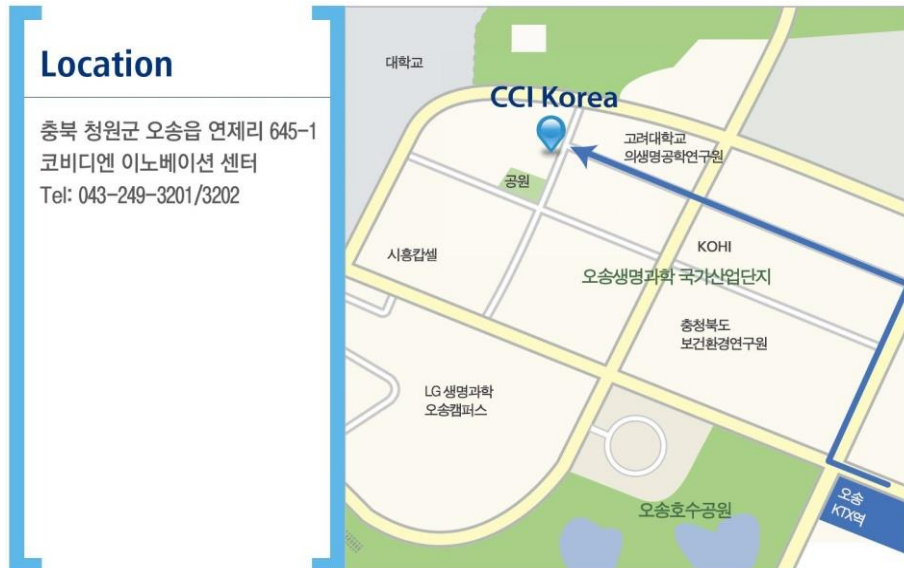 Location
충북 청원군 오송읍 연제리 645-1
코비디엔 이노베이션 센터
Tel: 043-249-3201/3202
대학교
CCI Korea
고려대학교
의생명공학연구원
공원
KOHI
시흥캅셀
오송생명과학 국가산업단지
충청북도
보건환경연구원
LG 생명과학
오송캠퍼스
오송호수공원
오송
KTX역